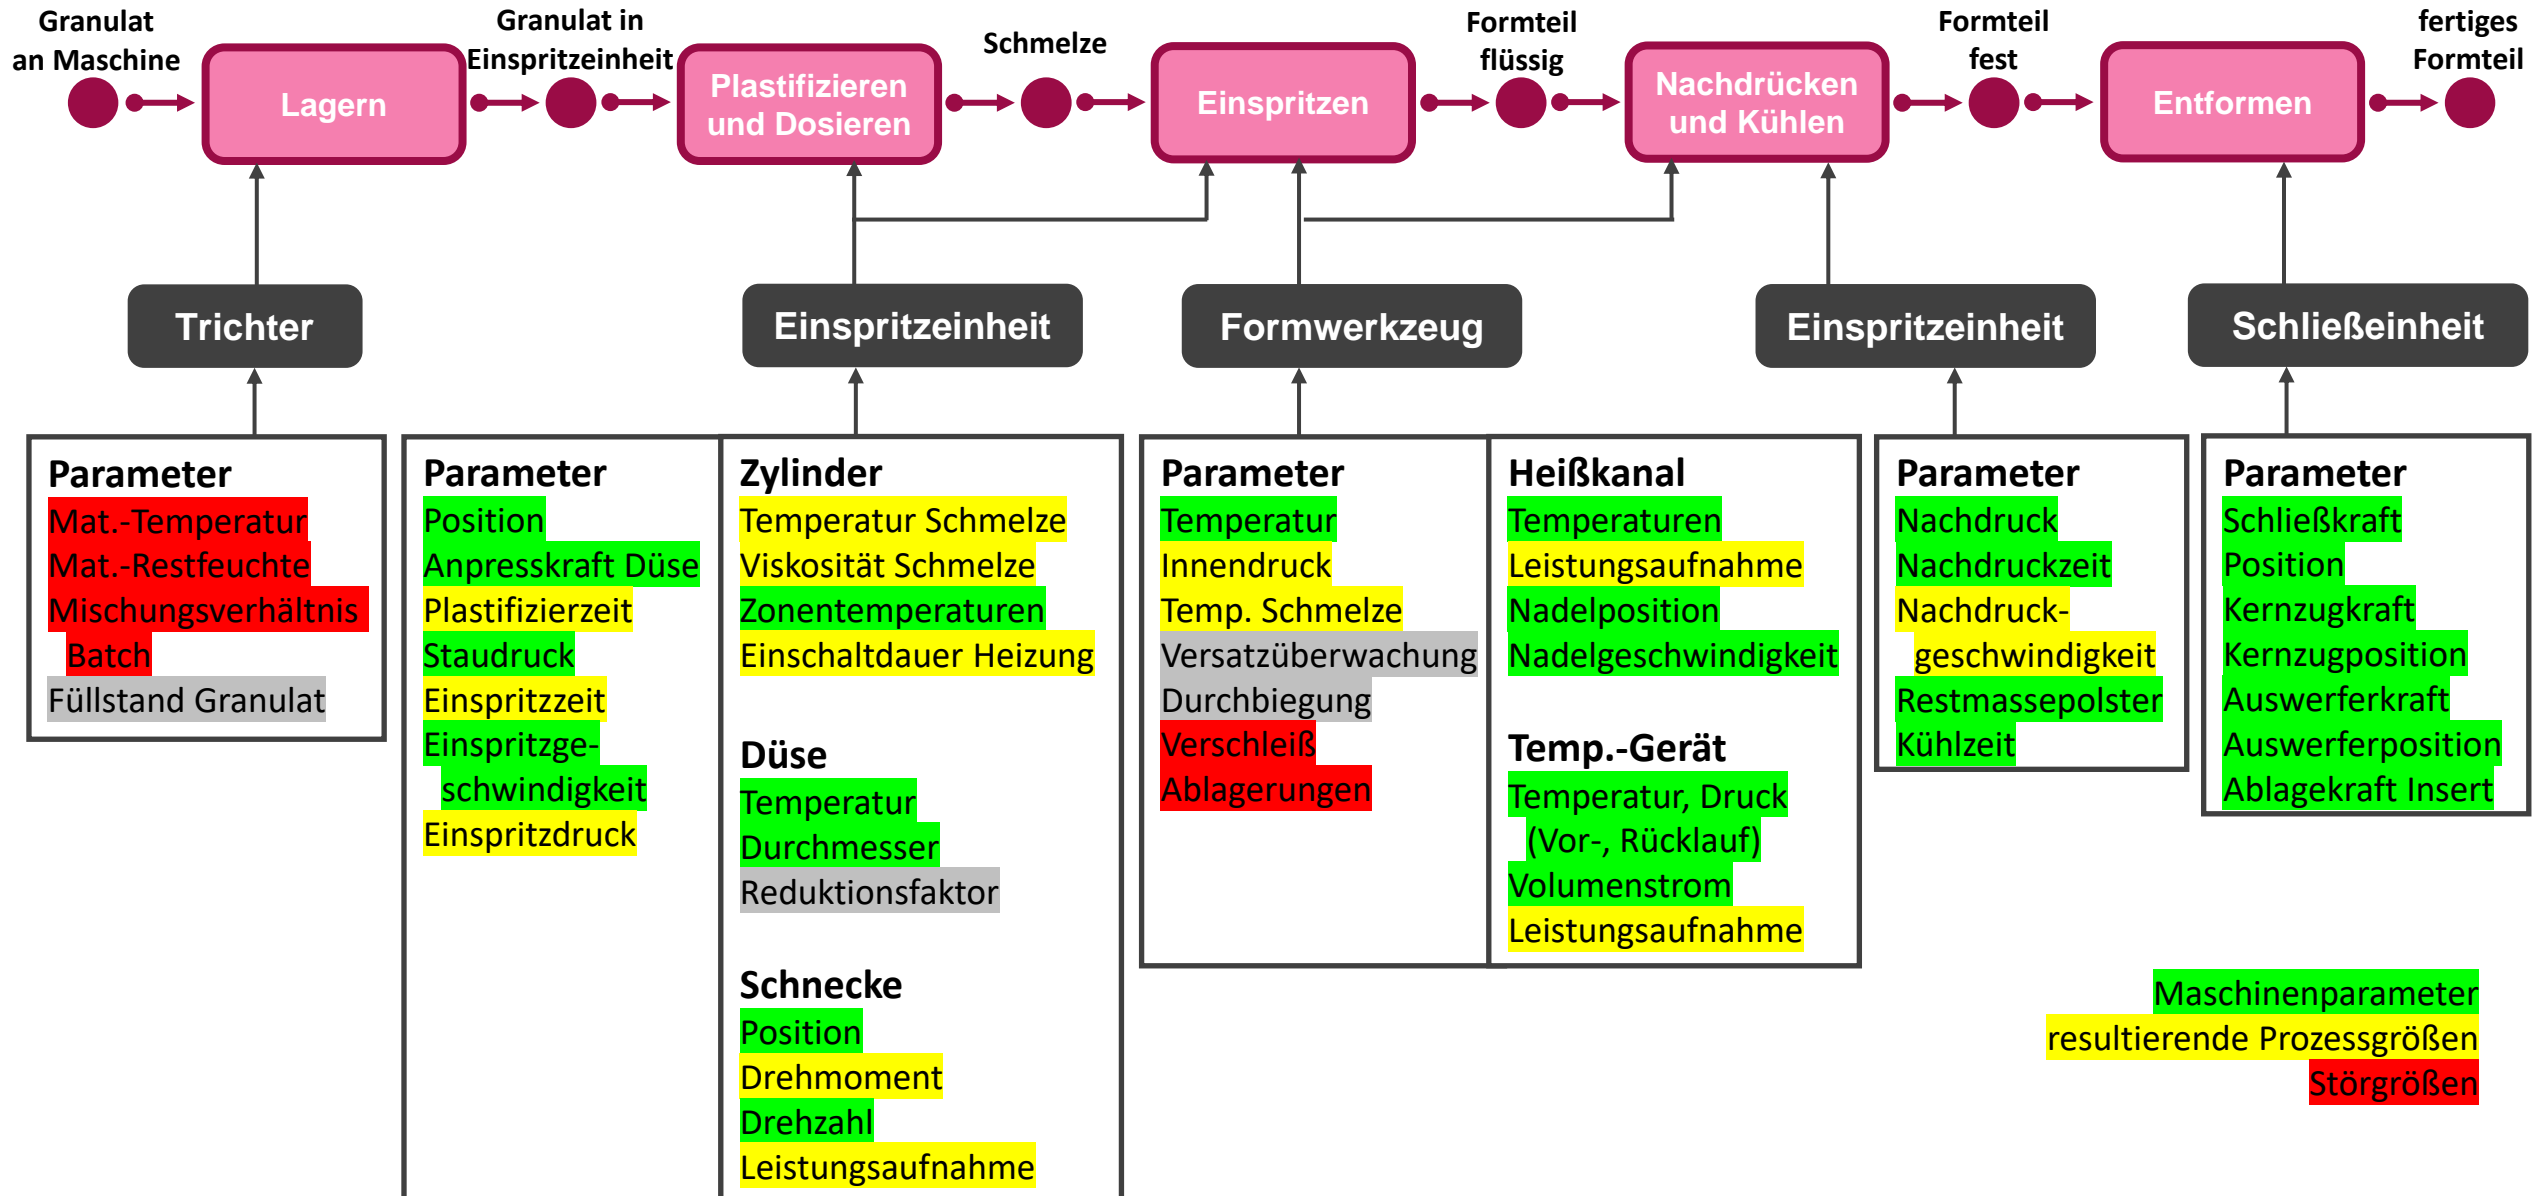 Granulat
an Maschine
Lagern
Granulat in
Einspritzeinheit
Plastifizieren
und Dosieren
Schmelze
Einspritzen
Formteil
flüssig
Nachdrücken
und Kühlen
Formteil
fest
Entformen
fertiges
Formteil
Trichter
Einspritzeinheit
Formwerkzeug
Einspritzeinheit
Schließeinheit
Parameter
Mat.-Temperatur
Mat.-Restfeuchte
Mischungsverhältnis
Batch
Füllstand Granulat
Parameter
Position
Anpresskraft Düse
Plastifizierzeit
Staudruck
Einspritzzeit
Einspritzge-
schwindigkeit
Einspritzdruck
Zylinder
Temperatur Schmelze
Viskosität Schmelze
Zonentemperaturen
Einschaltdauer Heizung
Düse
Temperatur
Durchmesser
Reduktionsfaktor
Schnecke
Position
Drehmoment
Drehzahl
Leistungsaufnahme
Parameter
Temperatur
Innendruck
Temp. Schmelze
Versatzüberwachung
Durchbiegung
Verschleiß
Ablagerungen
Heißkanal
Temperaturen
Leistungsaufnahme
Nadelposition
Nadelgeschwindigkeit
Temp.-Gerät
Temperatur, Druck
(Vor-, Rücklauf)
Volumenstrom
Leistungsaufnahme
Parameter
Nachdruck
Nachdruckzeit
Nachdruck-
geschwindigkeit
Restmassepolster
Kühlzeit
Parameter
Schließkraft
Position
Kernzugkraft
Kernzugposition
Auswerferkraft
Auswerferposition
Ablagekraft Insert
Maschinenparameter
resultierende Prozessgrößen
Störgrößen